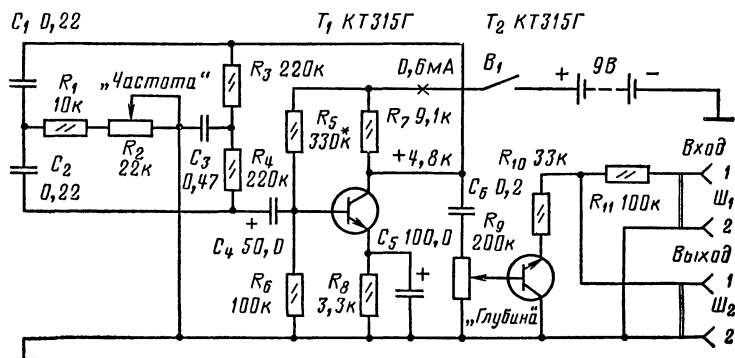 C1 0,22
T1 КТ315Г
T2 КТ315Г
R1
10к
„Частота“
R2
22к
C2
0,22
C3
0,47
R3 220к
R4
220к
R5
330к*
R7 9,1к
0,6мА
В1
+ 9В −
+4,8к
+
C4 50,0
R6
100к
C5 100,0
+
R8
3,3к
C6 0,2
R9
200к
„Глубина“
R10 33к
R11 100к
Вход
1
Ш1
2
Выход
1
Ш2
2